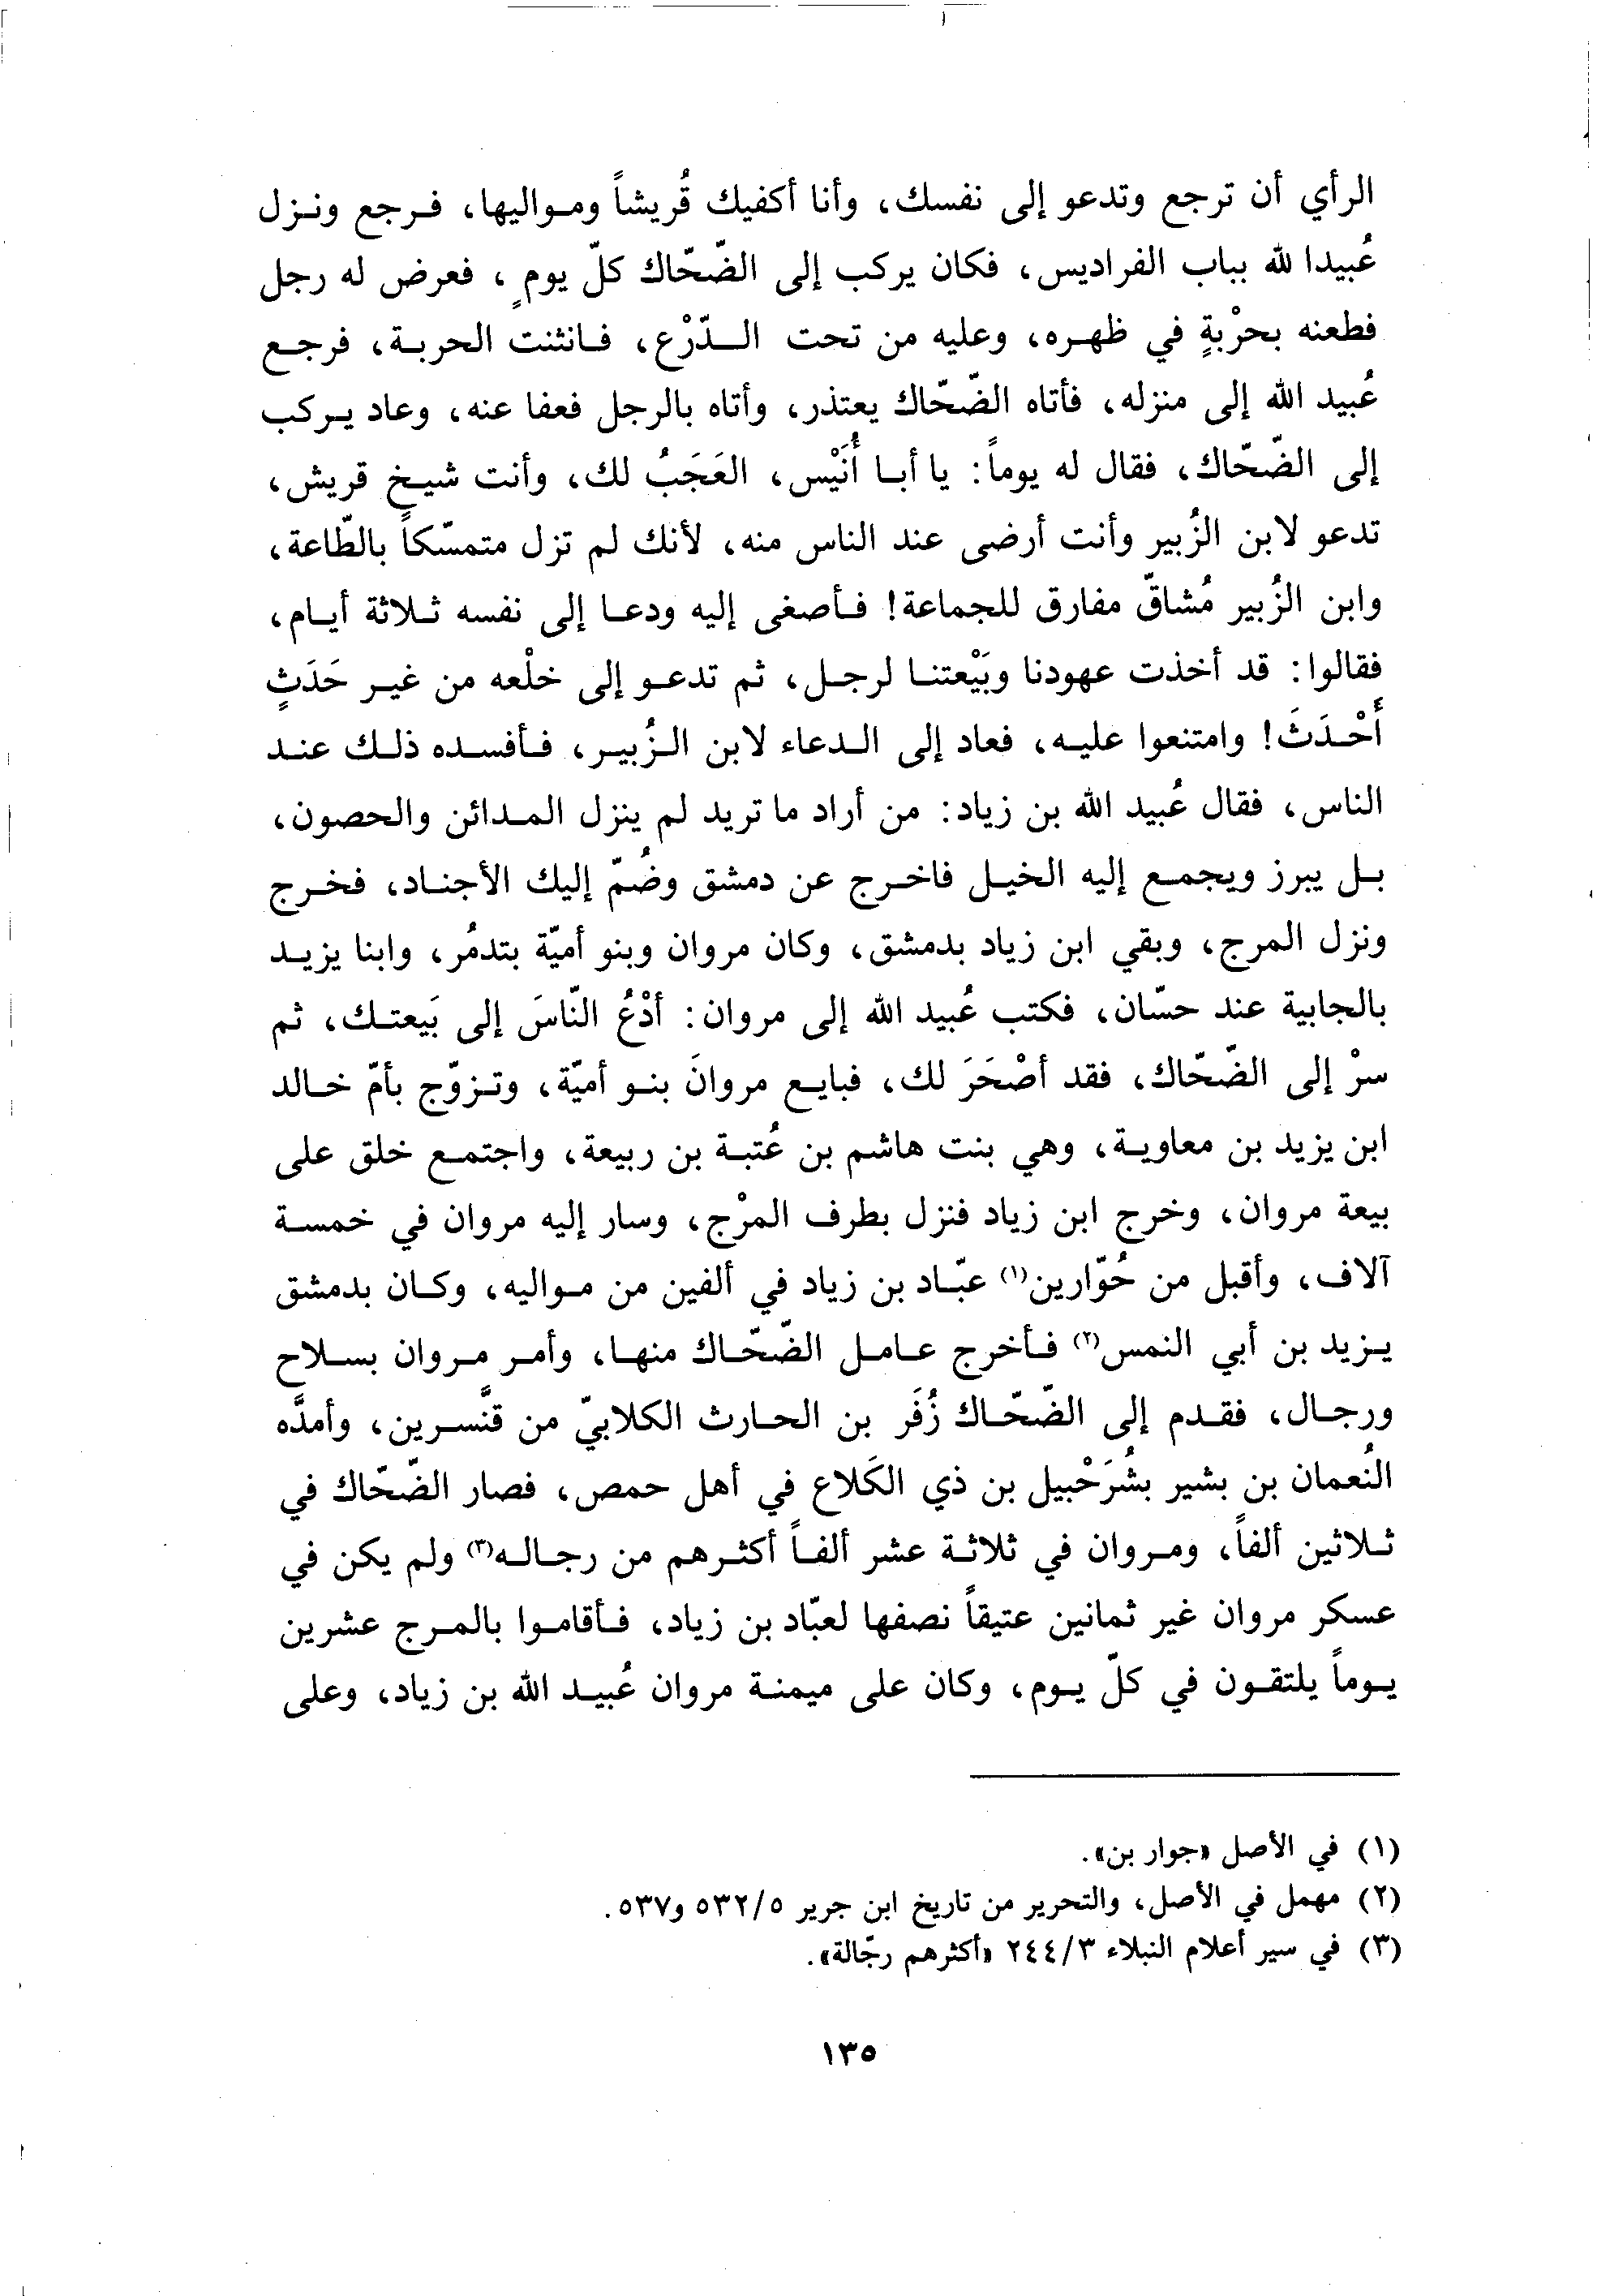 الرأي أن ترجع وتدعو إلى نفسك، وأنا أكفيك قُريشاً ومواليها، فرجع ونزل
عُبيدا لله بباب الفراديس، فكان يركب إلى الضّحّاك كلّ يومٍ، فعرض له رجل
فطعنه بحرْبةٍ في ظهره، وعليه من تحت الدّرْع، فانثنت الحربة، فرجع
عُبيد الله إلى منزله، فأتاه الضّحّاك يعتذر، وأتاه بالرجل فعفا عنه، وعاد يركب
إلى الضّحّاك، فقال له يوماً: يا أبا أُنَيْس، العَجَبُ لك، وأنت شيخ قريش،
تدعو لابن الزُبير وأنت أرضى عند الناس منه، لأنك لم تزل متمسّكاً بالطّاعة،
وابن الزُبير مُشاقّ مفارق للجماعة! فأصغى إليه ودعا إلى نفسه ثلاثة أيام،
فقالوا: قد أخذت عهودنا وبَيْعتنا لرجل، ثم تدعو إلى خلْعه من غير حَدَثٍ
أَحْدَثَ! وامتنعوا عليه، فعاد إلى الدعاء لابن الزُبير، فأفسده ذلك عند
الناس، فقال عُبيد الله بن زياد: من أراد ما تريد لم ينزل المدائن والحصون،
بل يبرز ويجمع إليه الخيل فاخرج عن دمشق وضُمّ إليك الأجناد، فخرج
ونزل المرج، وبقي ابن زياد بدمشق، وكان مروان وبنو أميّة بتدمُر، وابنا يزيد
بالجابية عند حسّان، فكتب عُبيد الله إلى مروان: أدْعُ النّاسَ إلى بَيعتك، ثم
سرْ إلى الضّحّاك، فقد أصْحَرَ لك، فبايع مروانَ بنو أميّة، وتزوّج بأمّ خالد
ابن يزيد بن معاوية، وهي بنت هاشم بن عُتبة بن ربيعة، واجتمع خلق على
بيعة مروان، وخرج ابن زياد فنزل بطرف المرْج، وسار إليه مروان في خمسة
آلاف، وأقبل من حُوّارين(١) عبّاد بن زياد في ألفين من مواليه، وكان بدمشق
يزيد بن أبي النمس(٢) فأخرج عامل الضّحّاك منها، وأمر مروان بسلاح
ورجال، فقدم إلى الضّحّاك زُفَر بن الحارث الكلابيّ من قنَّسرين، وأمدَّه
النُعمان بن بشير بشُرَحْبيل بن ذي الكَلاع في أهل حمص، فصار الضّحّاك في
ثلاثين ألفاً، ومروان في ثلاثة عشر ألفاً أكثرهم من رجاله(٣) ولم يكن في
عسكر مروان غير ثمانين عتيقاً نصفها لعبّاد بن زياد، فأقاموا بالمرج عشرين
يوماً يلتقون في كلّ يوم، وكان على ميمنة مروان عُبيد الله بن زياد، وعلى
(١) في الأصل «جوار بن».
(٢) مهمل في الأصل، والتحرير من تاريخ ابن جرير ٥/٥٣٢ و٥٣٧.
(٣) في سير أعلام النبلاء ٣/٢٤٤ «أكثرهم رجّالة».
١٣٥